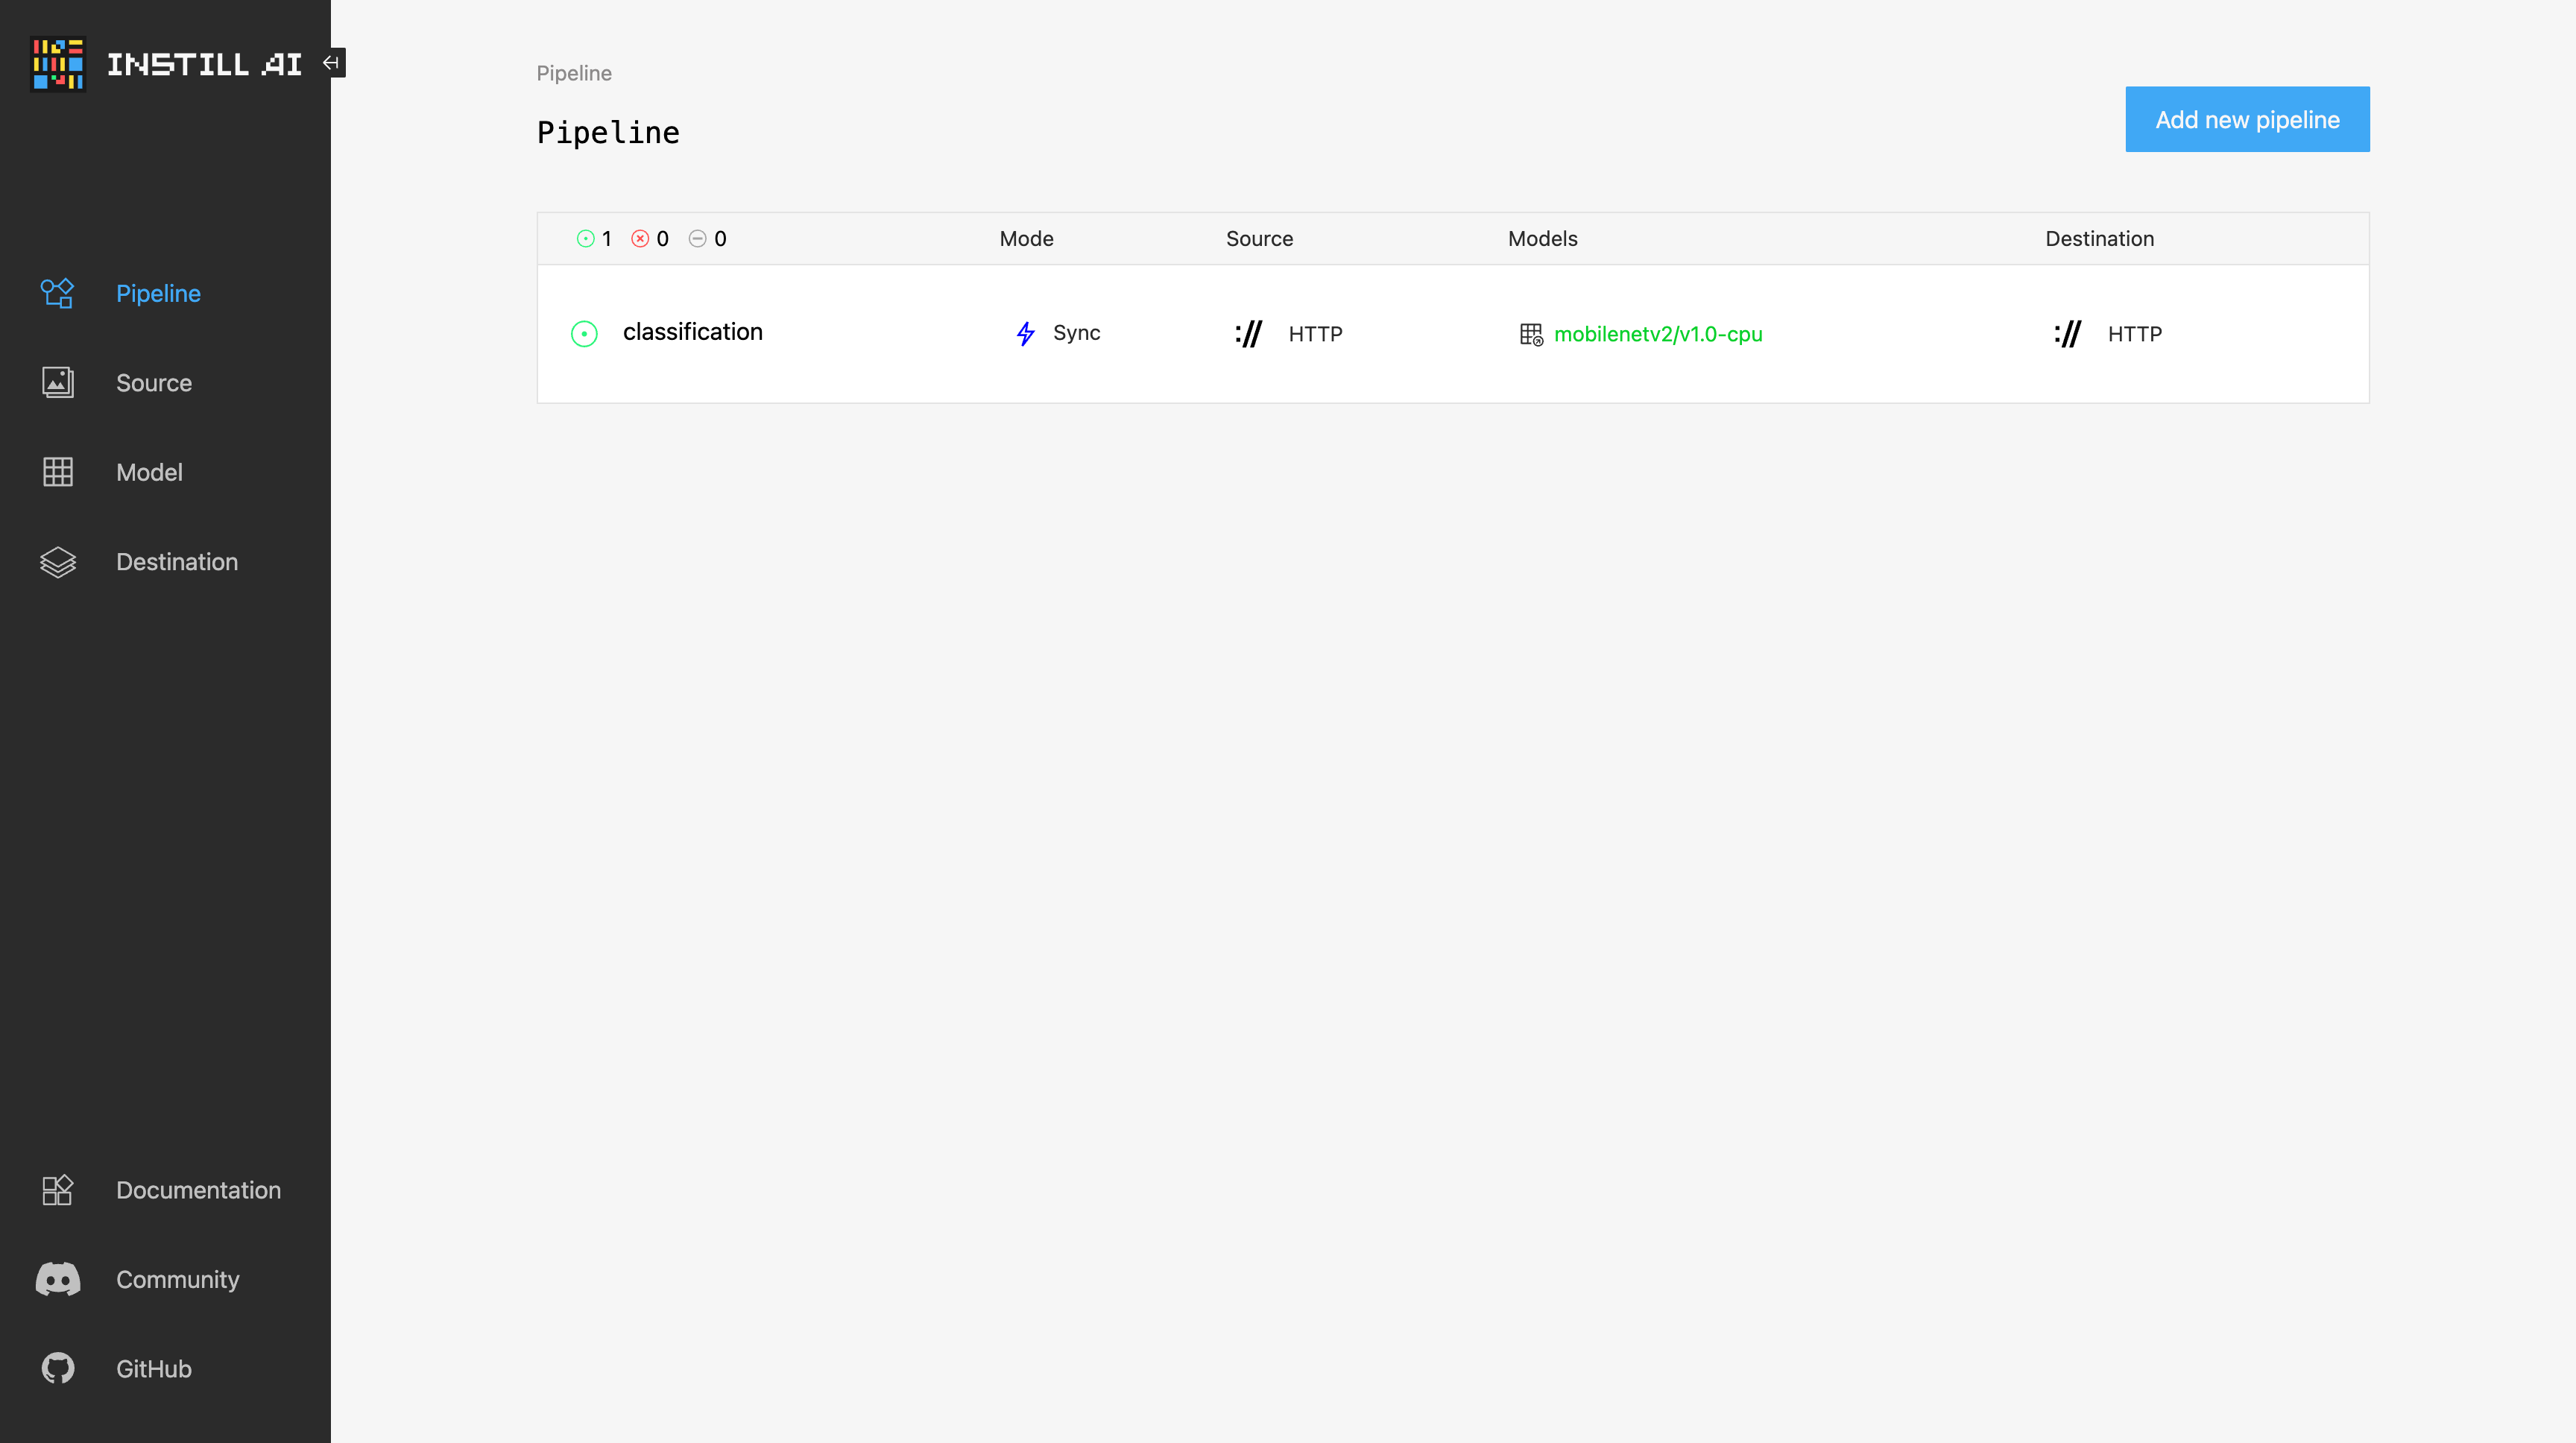 INSTILL AI
Pipeline
Source
Model
Destination
Documentation
Community
GitHub
Pipeline
Pipeline
Add new pipeline
1 0 0 Mode Source Models Destination
classification Sync :// HTTP mobilenetv2/v1.0-cpu :// HTTP